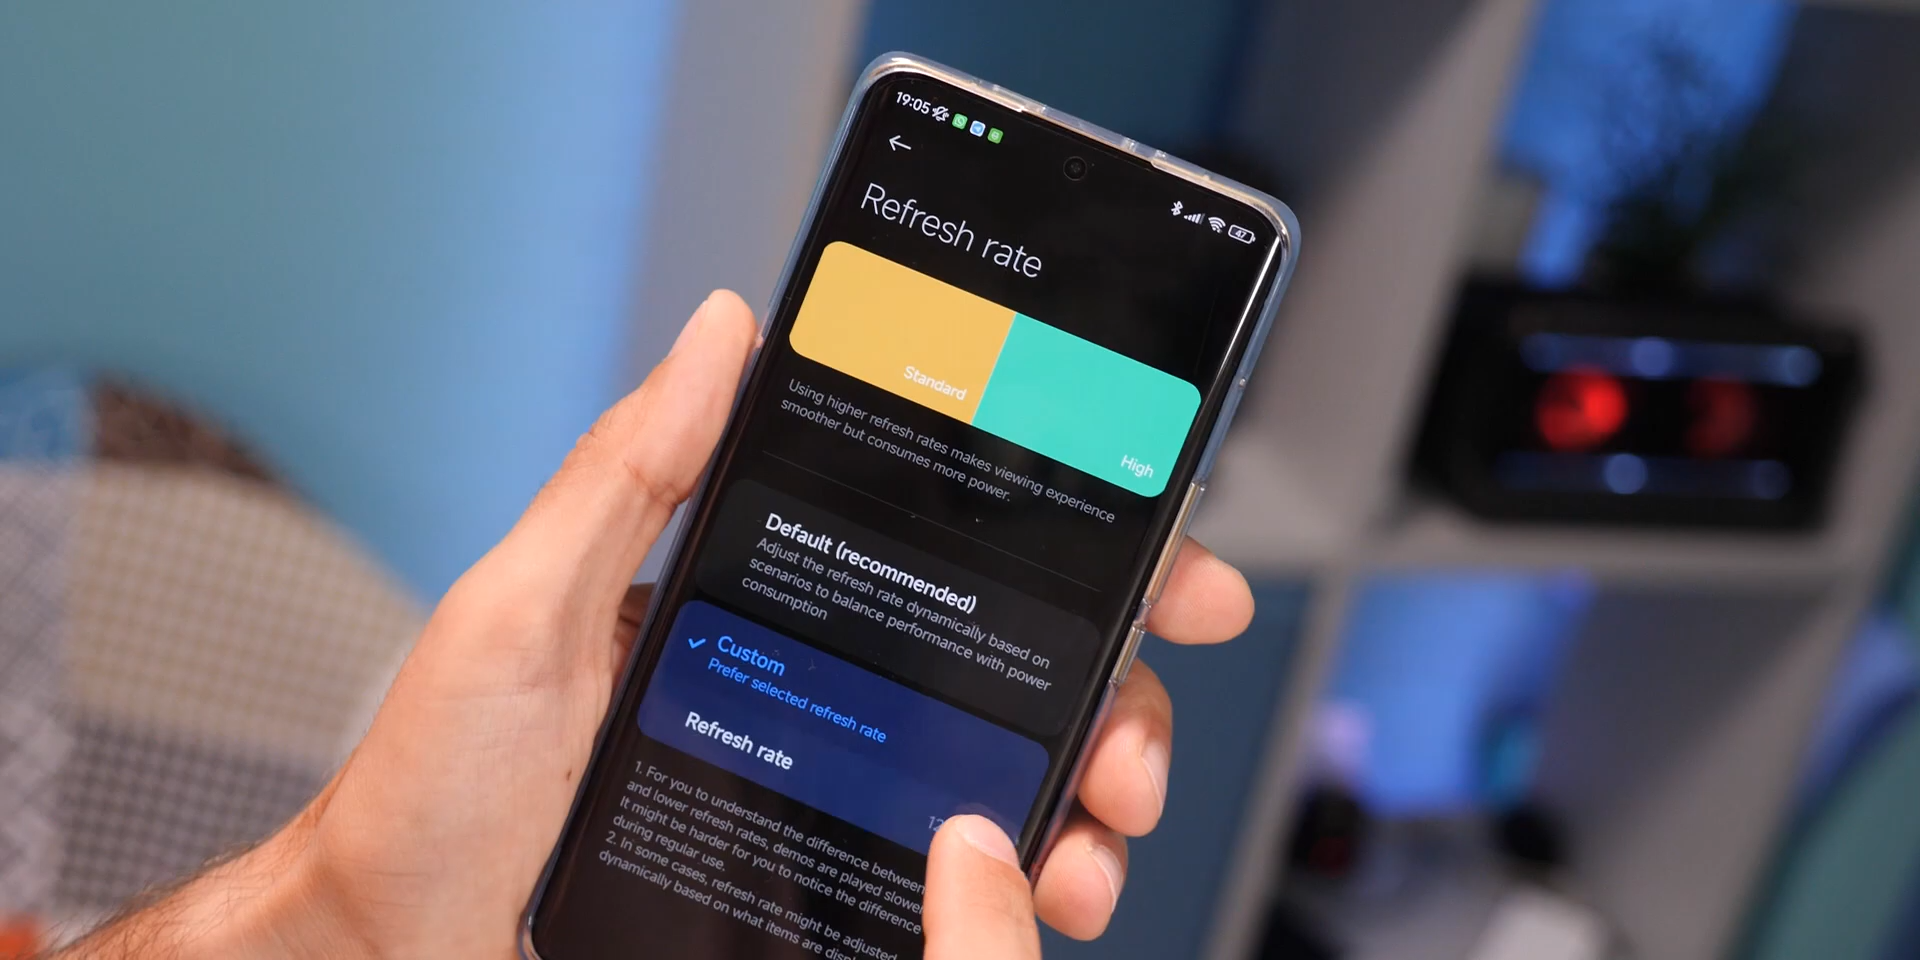 19:05
47
Refresh rate
Standard
High
Using higher refresh rates makes viewing experience
smoother but consumes more power.
Default (recommended)
Adjust the refresh rate dynamically based on
scenarios to balance performance with power
consumption
Custom
Prefer selected refresh rate
Refresh rate
1. For you to understand the difference between
and lower refresh rates, demos are played slower
It might be harder for you to notice the difference
during regular use.
2. In some cases, refresh rate might be adjusted
dynamically based on what items are